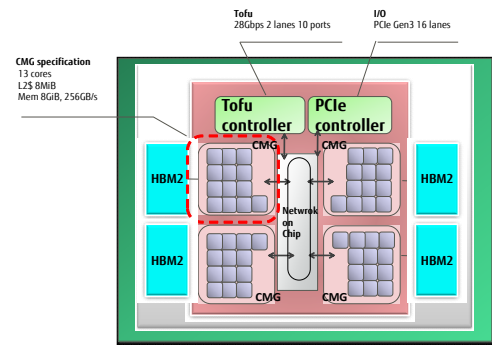 Tofu
28Gbps 2 lanes 10 ports
I/O
PCIe Gen3 16 lanes
CMG specification
13 cores
L2$ 8MiB
Mem 8GiB, 256GB/s
Tofu
controller
PCIe
controller
CMG
CMG
HBM2
HBM2
Netwrok
on
Chip
HBM2
HBM2
CMG
CMG